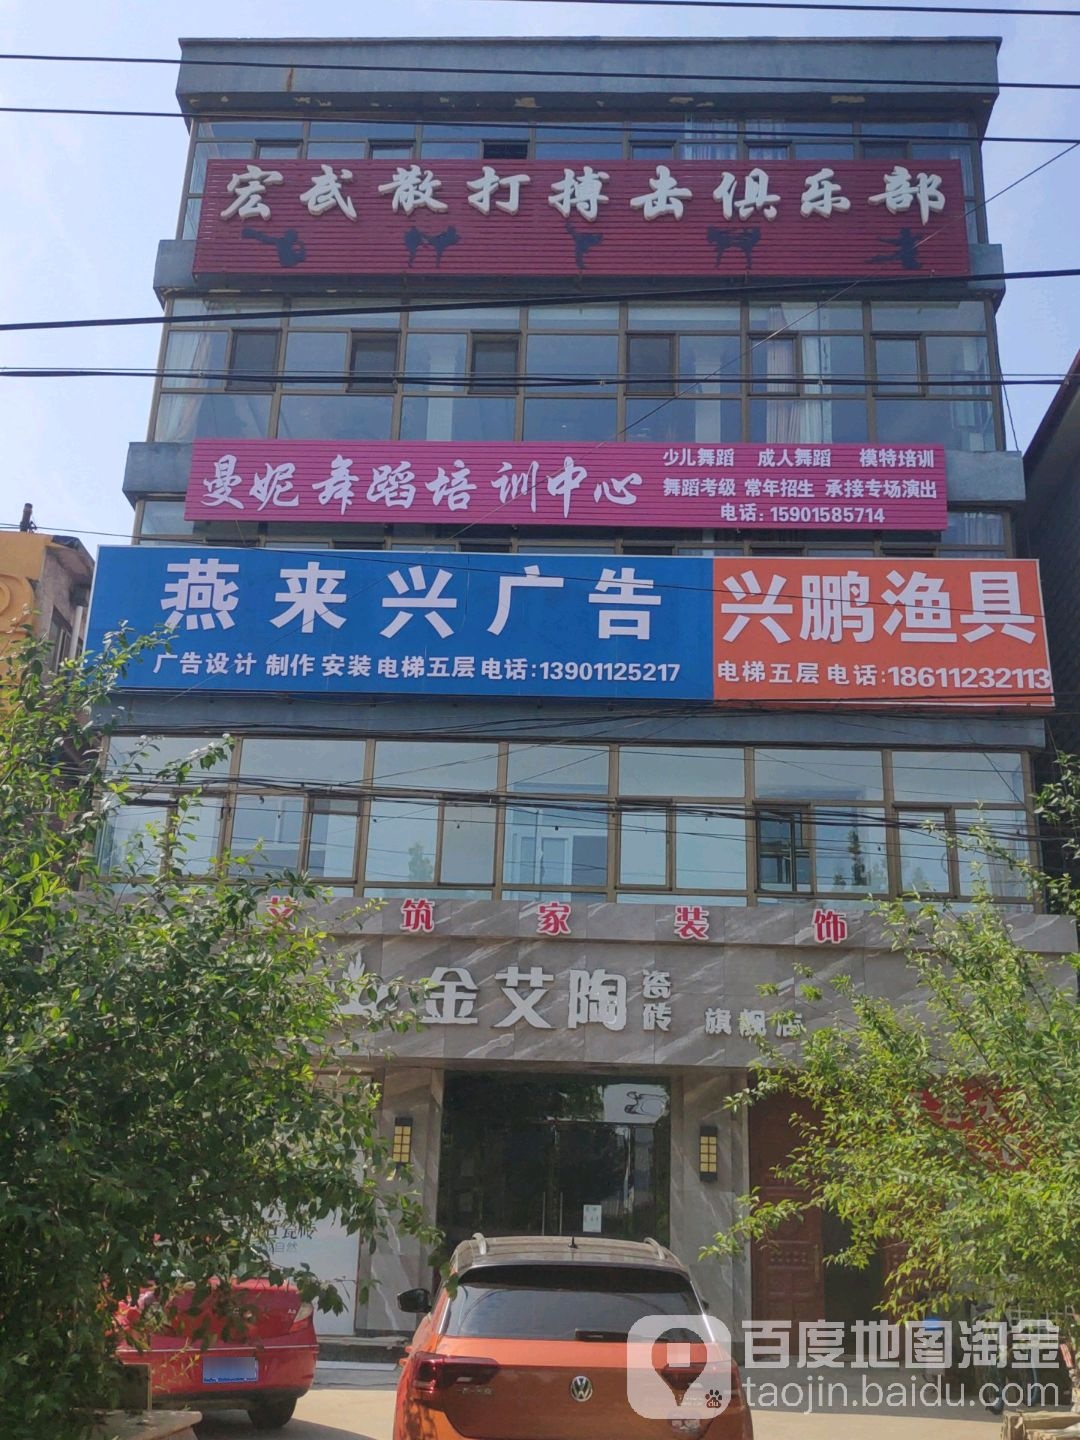 宏武散打搏击俱乐部
曼妮舞蹈培训中心
少儿舞蹈 成人舞蹈 模特培训
舞蹈考级 常年招生 承接专场演出
电话:15901585714
燕来兴广告
广告设计 制作 安装 电梯五层 电话:13901125217
兴鹏渔具
电梯五层 电话:18611232113
艾筑家装饰
金艾陶瓷砖 旗舰店
自然
百度地图淘金
taojin.baidu.com